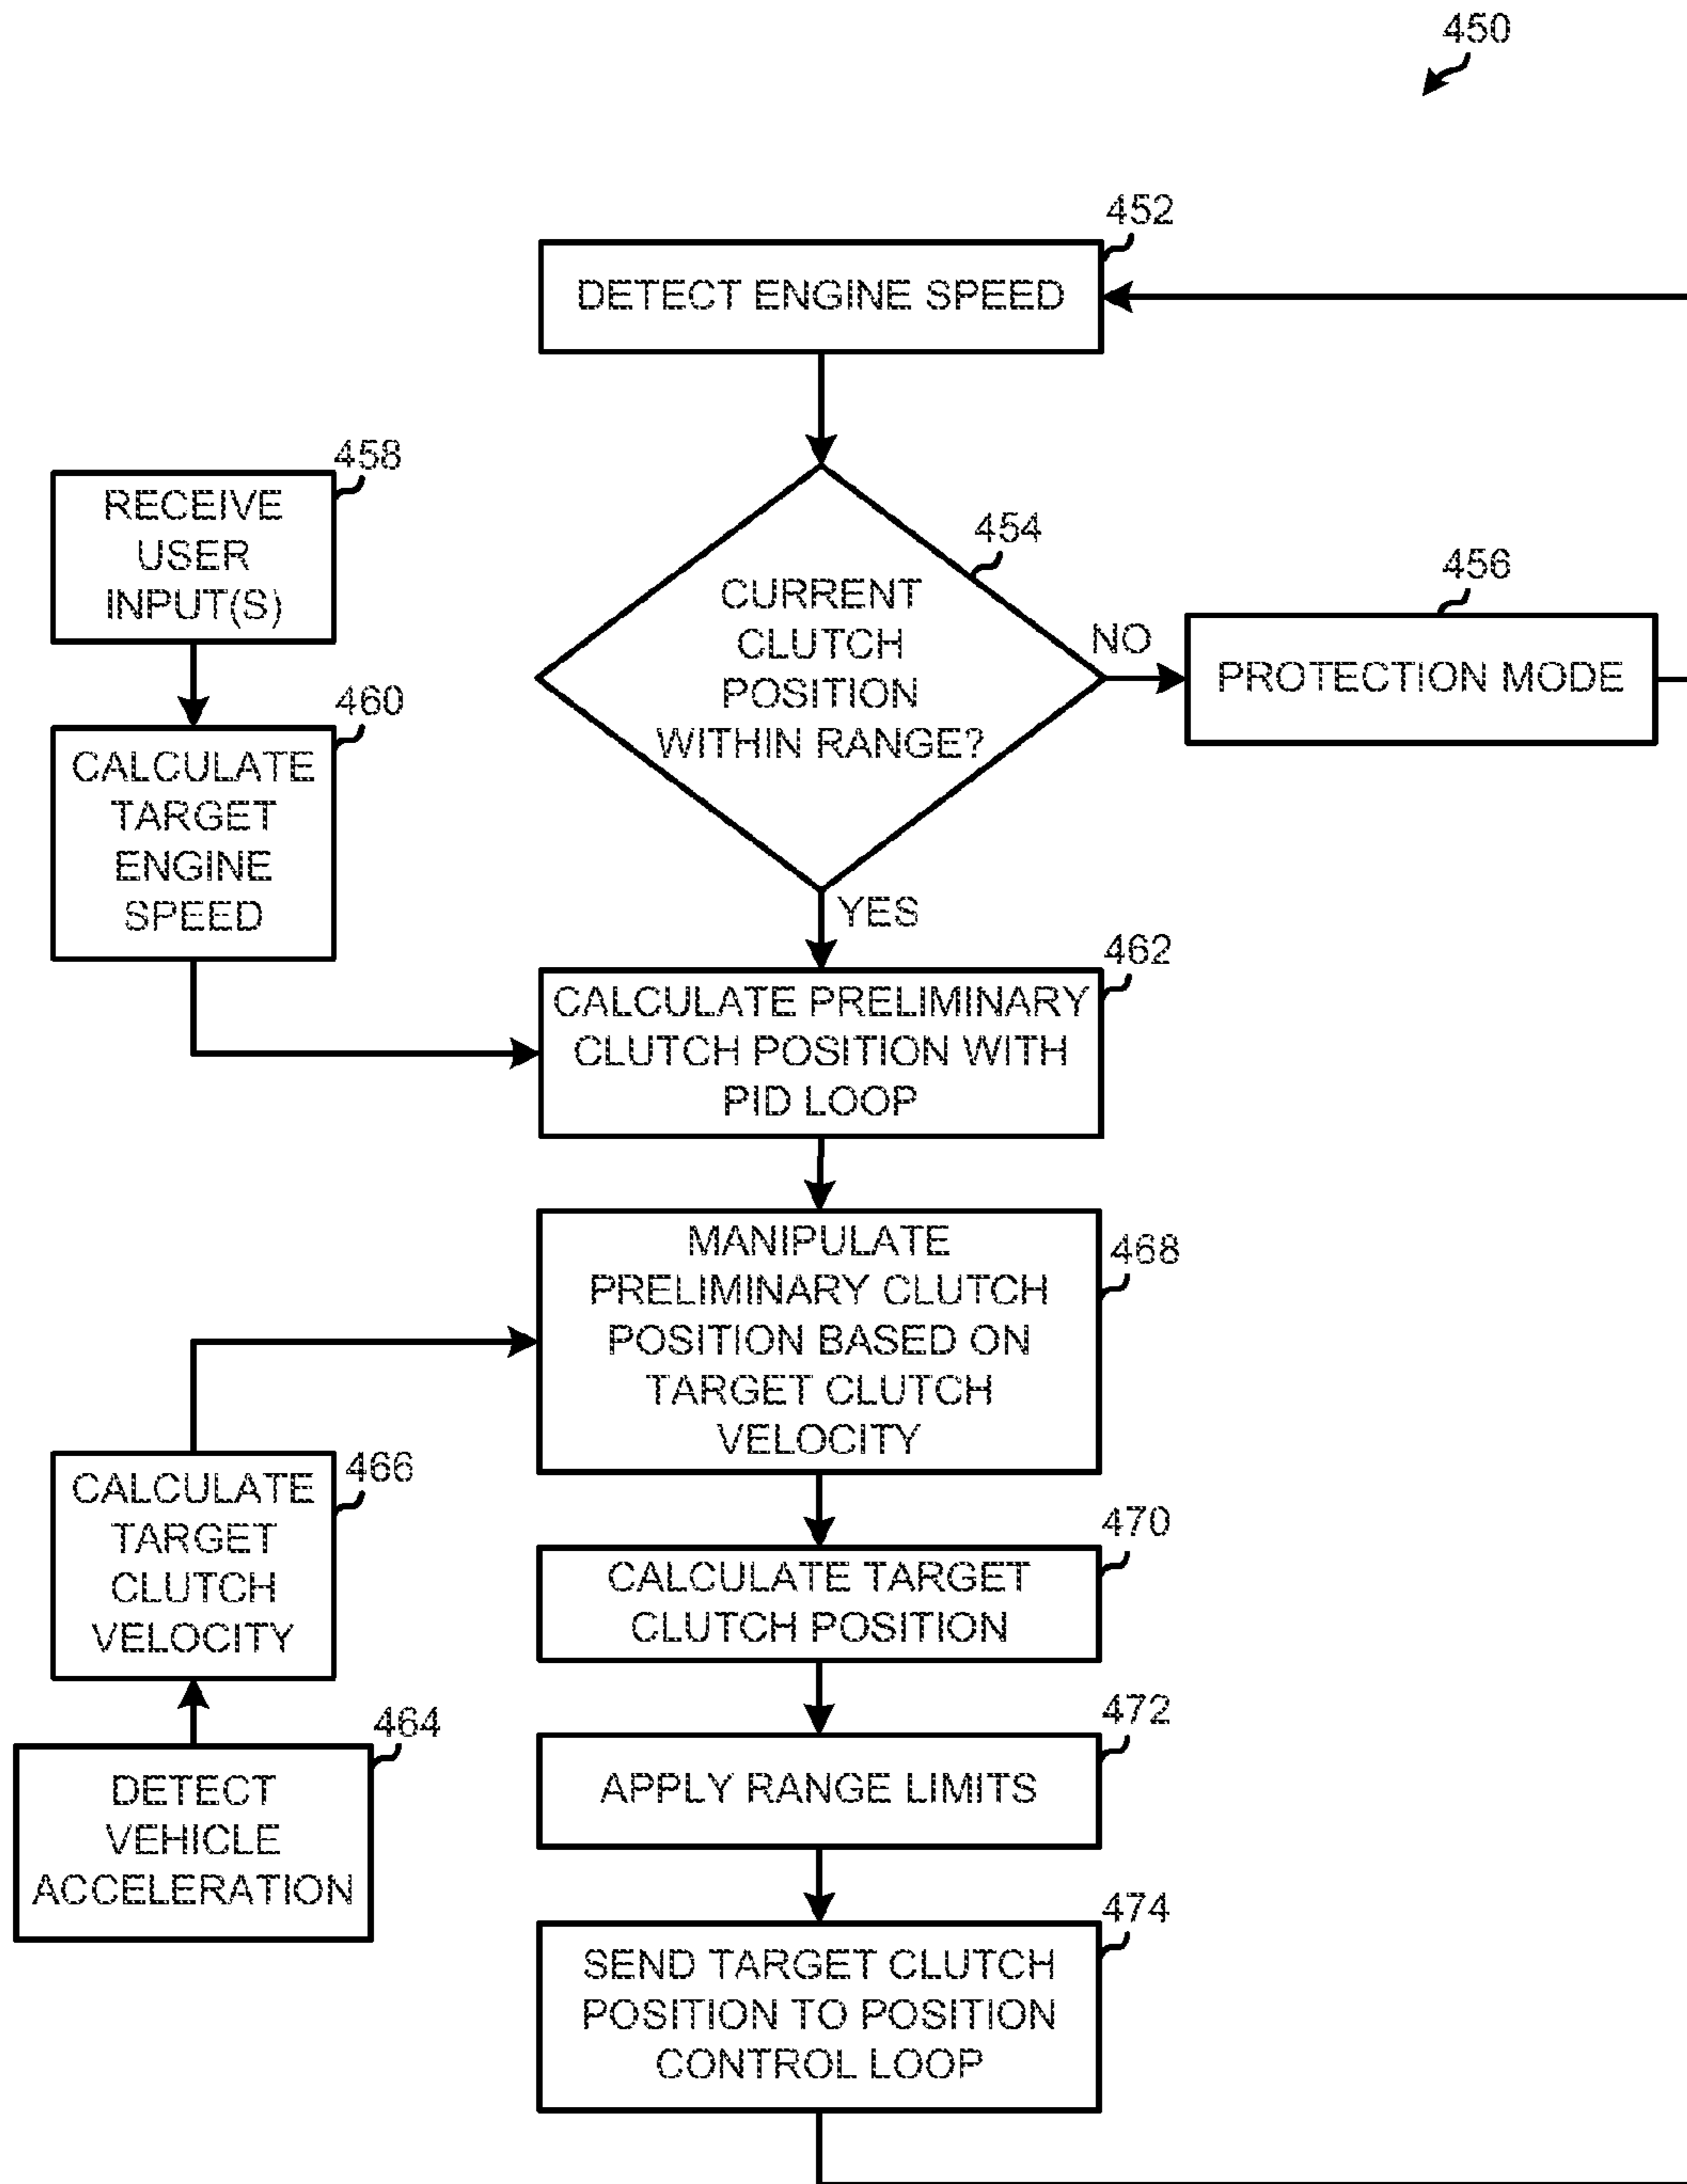 450
452
DETECT ENGINE SPEED
458
RECEIVE
USER
INPUT(S)
454
CURRENT
CLUTCH
POSITION
WITHIN RANGE?
NO
456
PROTECTION MODE
460
CALCULATE
TARGET
ENGINE
SPEED
YES
462
CALCULATE PRELIMINARY
CLUTCH POSITION WITH
PID LOOP
468
MANIPULATE
PRELIMINARY CLUTCH
POSITION BASED ON
TARGET CLUTCH
VELOCITY
466
CALCULATE
TARGET
CLUTCH
VELOCITY
470
CALCULATE TARGET
CLUTCH POSITION
464
DETECT
VEHICLE
ACCELERATION
472
APPLY RANGE LIMITS
474
SEND TARGET CLUTCH
POSITION TO POSITION
CONTROL LOOP